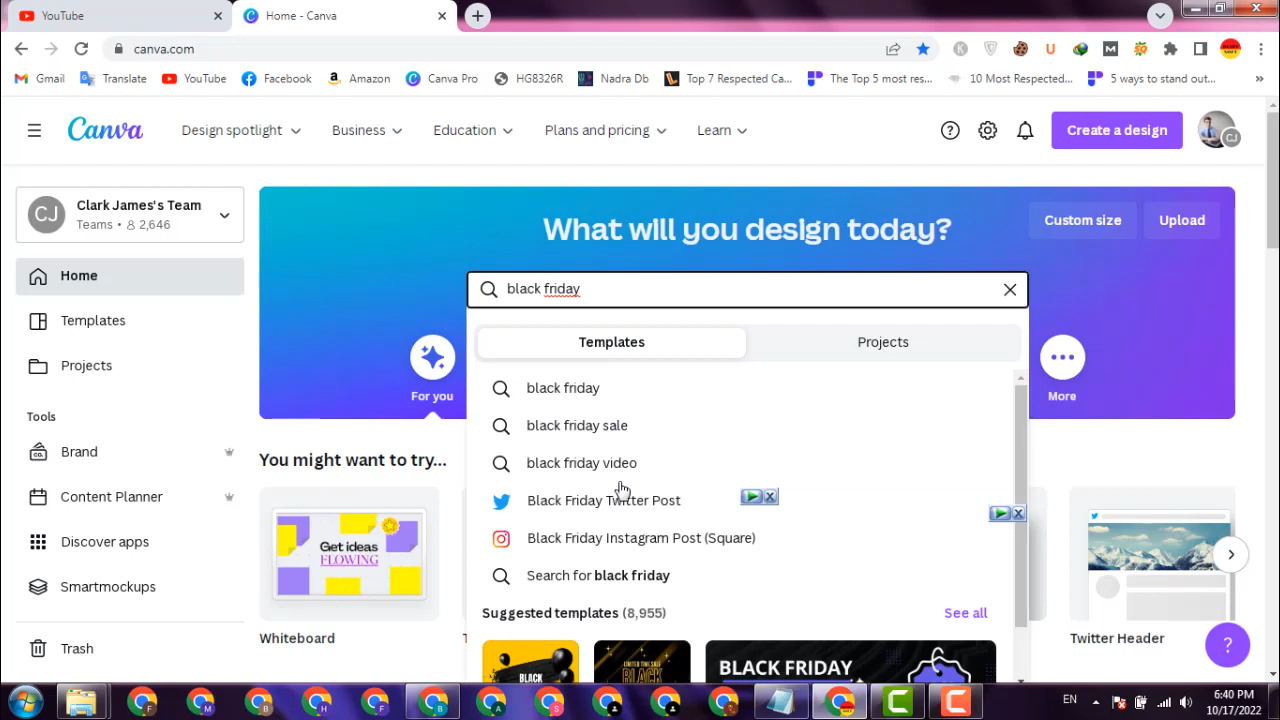 YouTube
Home - Canva
canva.com
Gmail
Translate
YouTube
Facebook
Amazon
Canva Pro
HG8326R
Nadra Db
Top 7 Respected Ca...
The Top 5 most res...
10 Most Respected...
5 ways to stand out...
Canva
Design spotlight
Business
Education
Plans and pricing
Learn
Create a design
CJ
CJ
Clark James's Team
Teams • 2,646
What will you design today?
Custom size
Upload
Home
Templates
Projects
Tools
Brand
Content Planner
Discover apps
Smartmockups
Trash
black friday
Templates
Projects
For you
More
black friday
black friday sale
black friday video
Black Friday Twitter Post
Black Friday Instagram Post (Square)
Search for black friday
Suggested templates (8,955)
See all
LIMITED TIME SALE
BLACK
BLACK FRIDAY
You might want to try...
Get ideas
FLOWING
Whiteboard
Twitter Header
?
EN
6:40 PM
10/17/2022